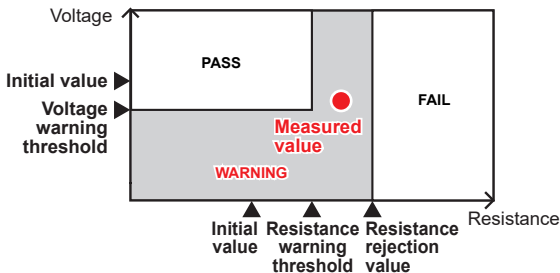 Voltage
PASS
Initial value
FAIL
Voltage
warning
threshold
Measured
value
WARNING
Resistance
Initial
value
Resistance
warning
threshold
Resistance
rejection
value